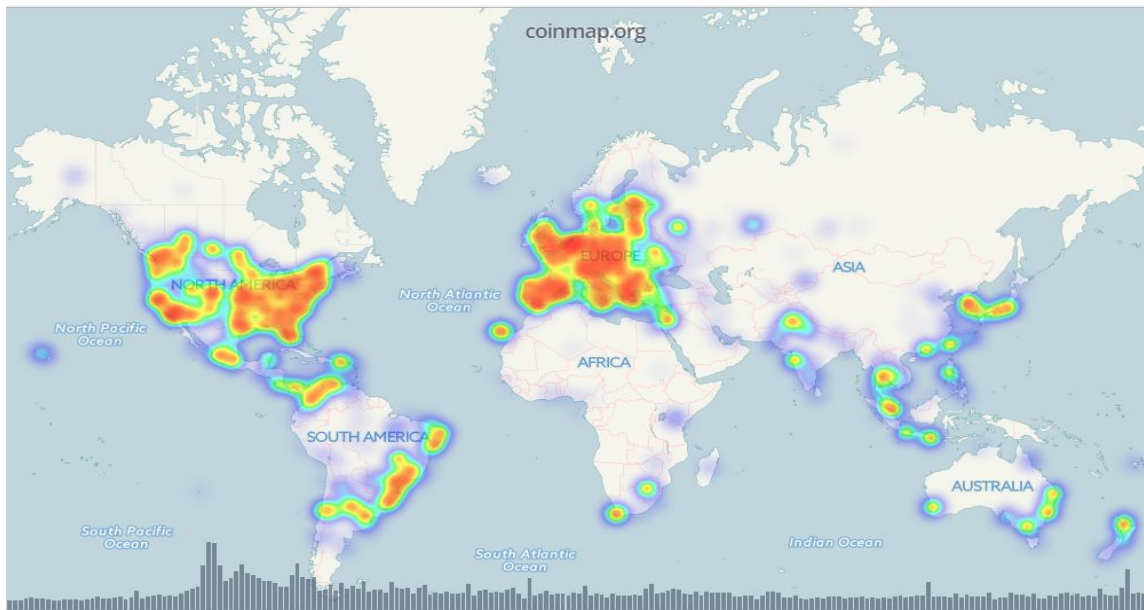 coinmap.org
EUROPE
ASIA
NORTH AMERICA
North Atlantic
Ocean
North Pacific
Ocean
AFRICA
SOUTH AMERICA
AUSTRALIA
South Pacific
Ocean
Indian Ocean
South Atlantic
Ocean